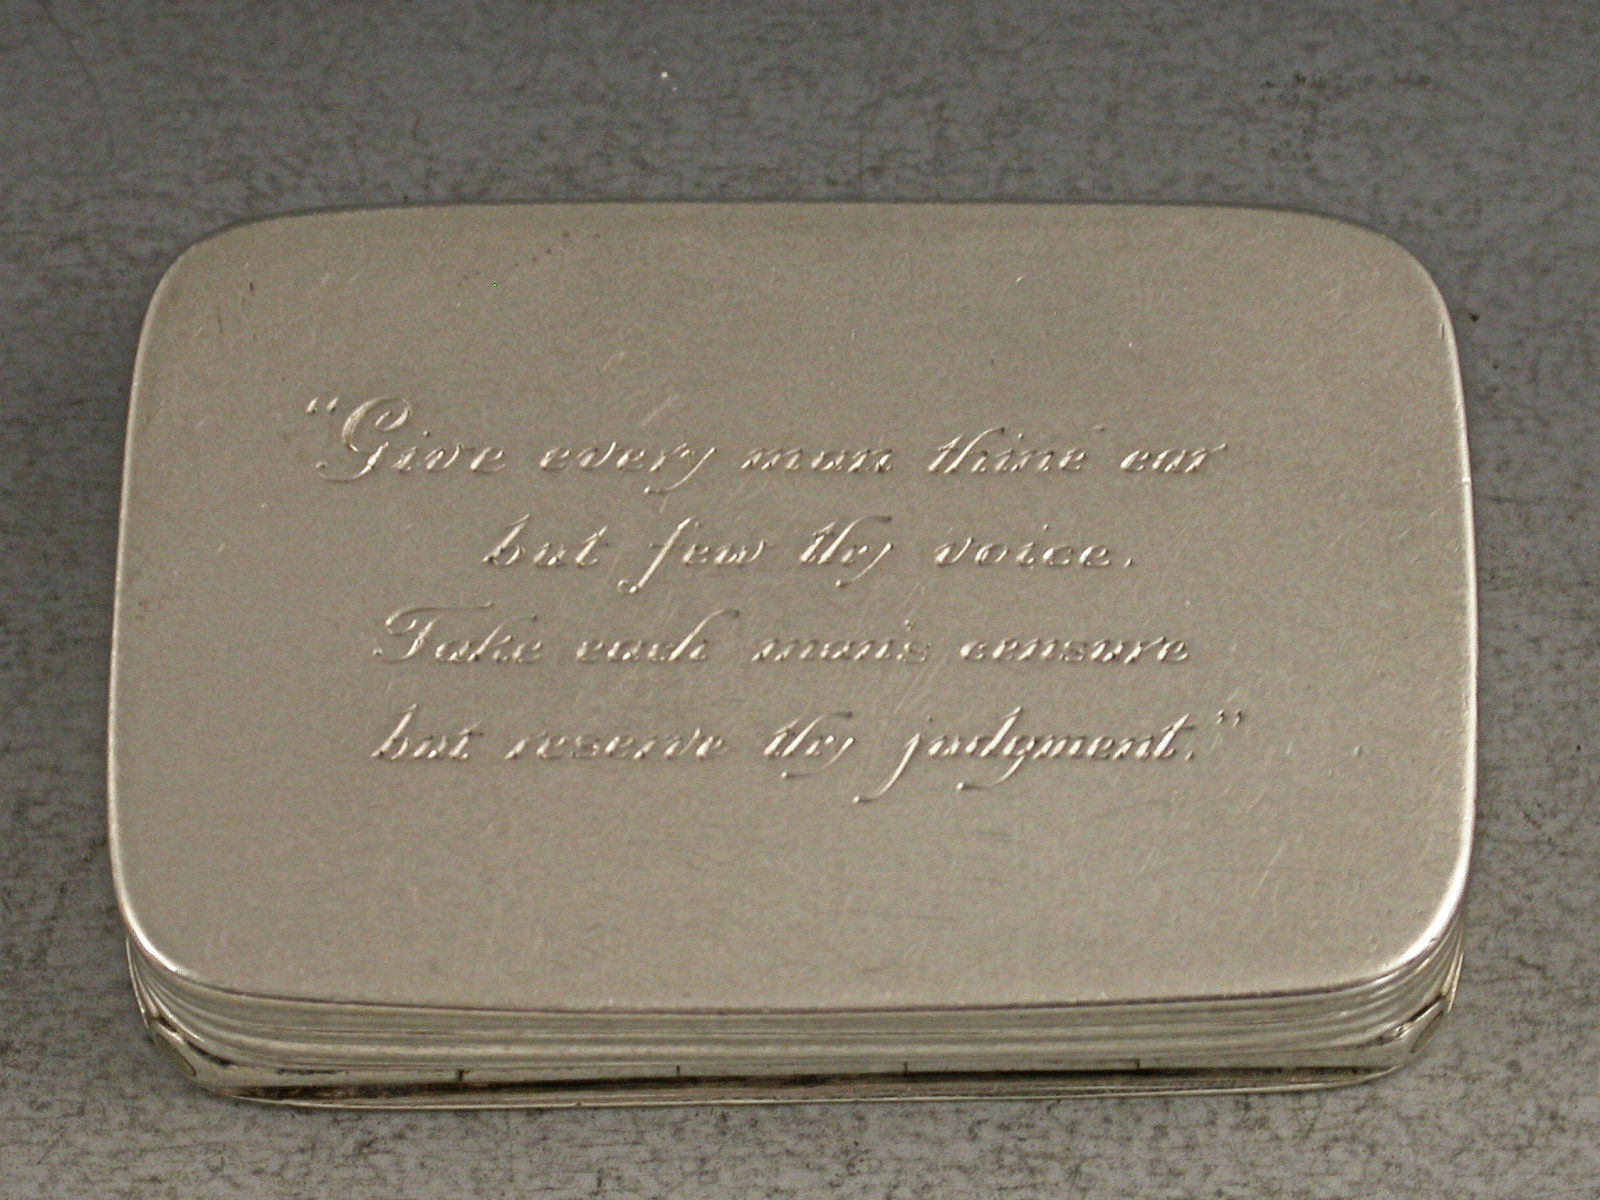 “Give every man thine ear
but few thy voice.
Take each man's censure
but reserve thy judgment.”